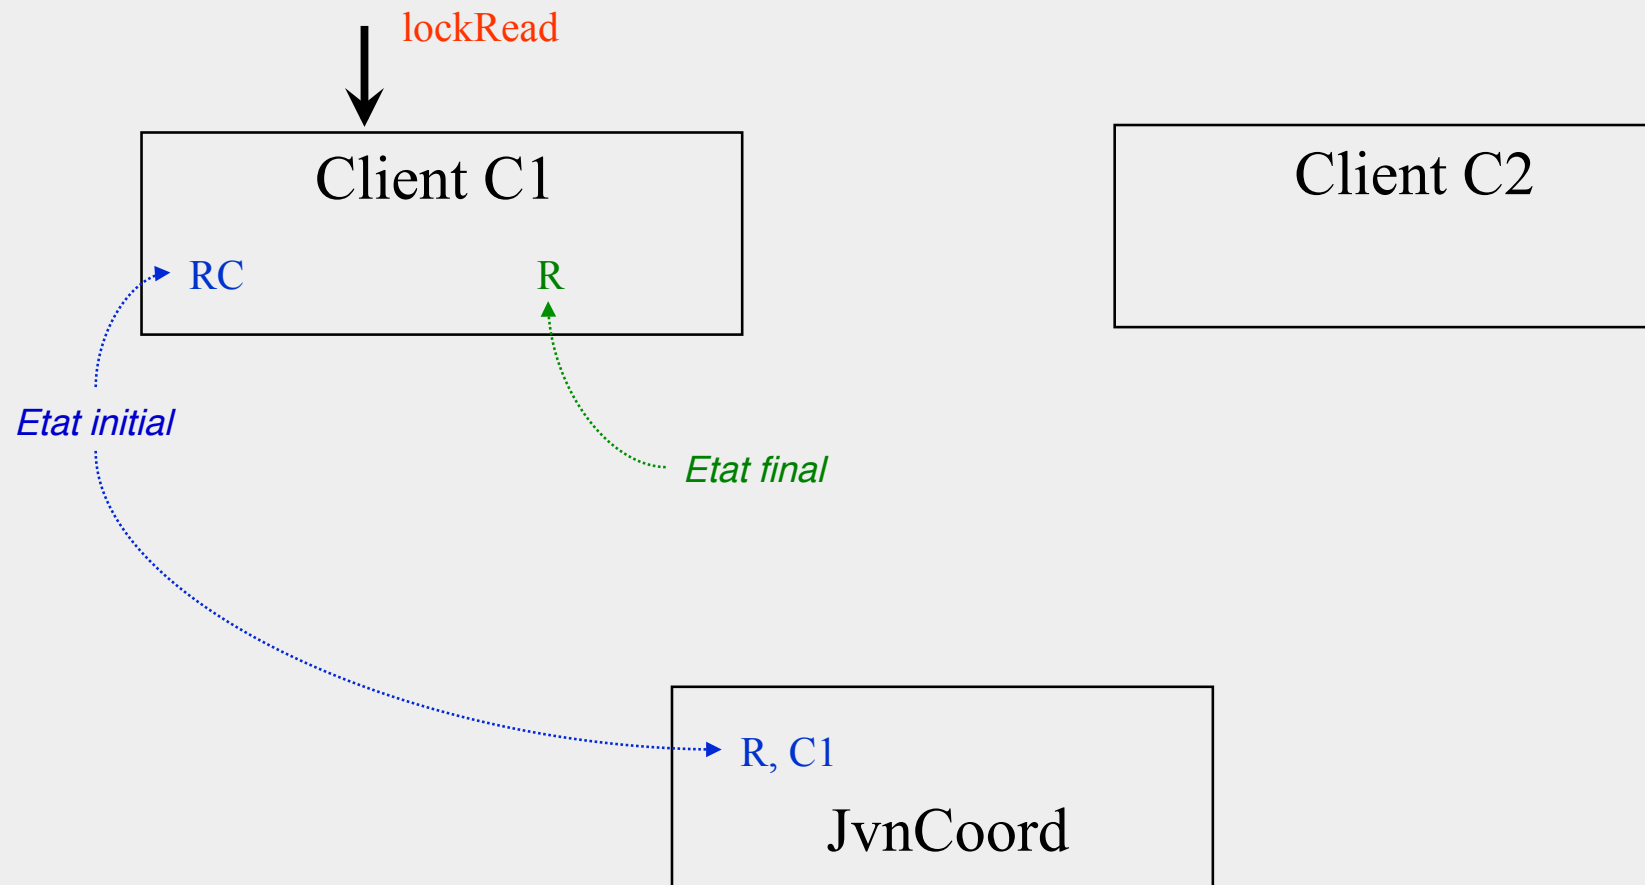 lockRead
Client C1
Client C2
RC
R
Etat initial
Etat final
R, C1
JvnCoord